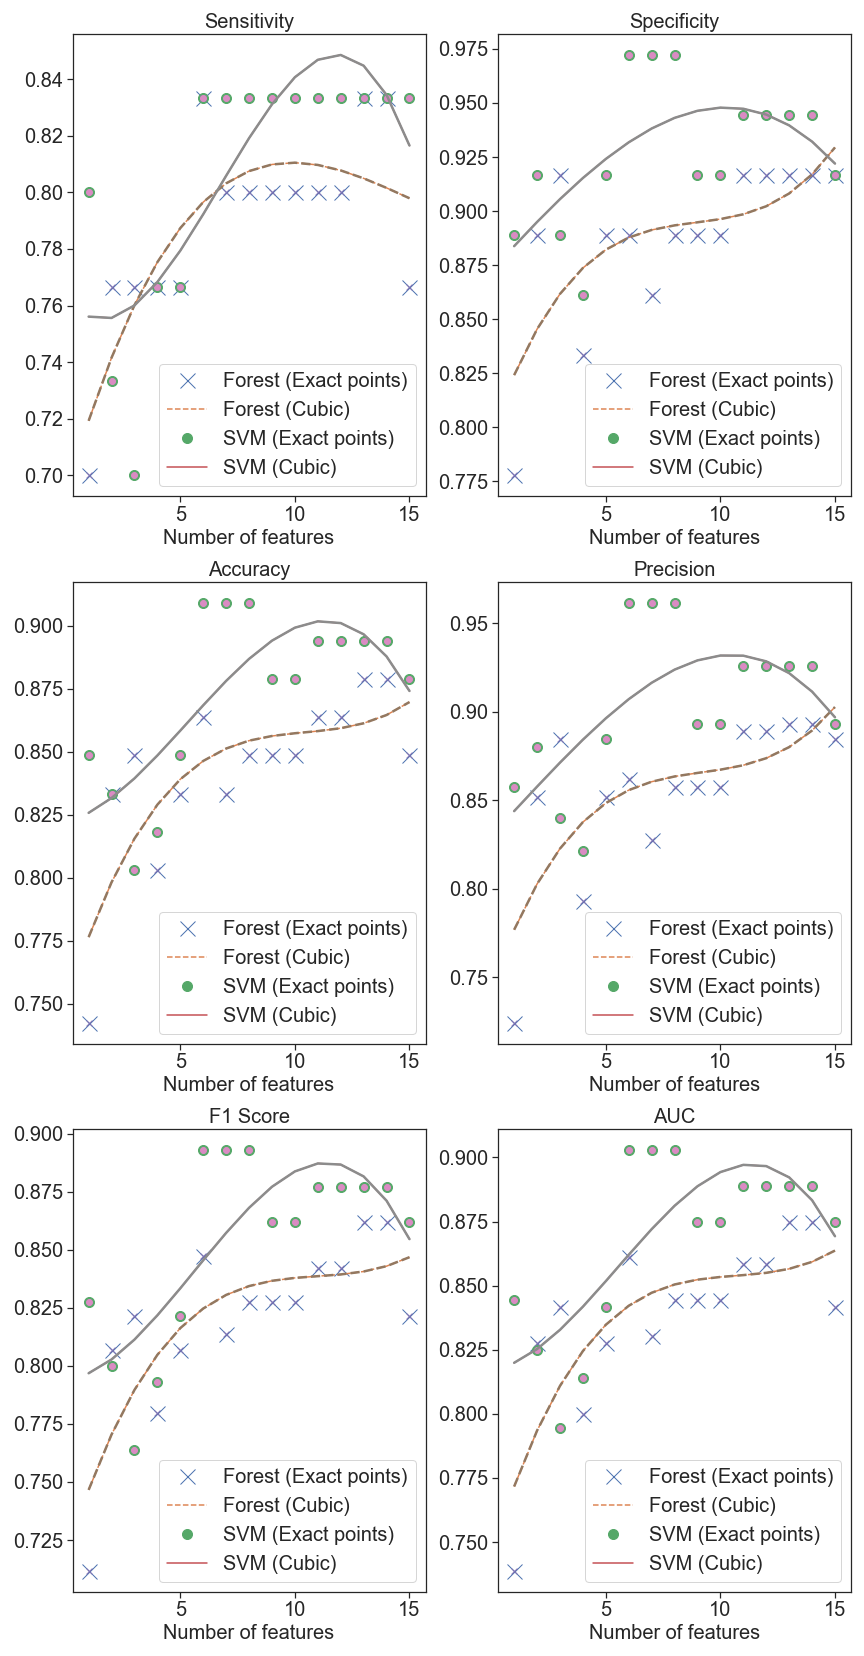 Sensitivity
0.84
0.82
0.80
0.78
0.76
0.74
0.72
0.70
Forest (Exact points)
Forest (Cubic)
SVM (Exact points)
SVM (Cubic)
5 10 15
Number of features
Specificity
0.975
0.950
0.925
0.900
0.875
0.850
0.825
0.800
0.775
Forest (Exact points)
Forest (Cubic)
SVM (Exact points)
SVM (Cubic)
5 10 15
Number of features
Accuracy
0.900
0.875
0.850
0.825
0.800
0.775
0.750
Forest (Exact points)
Forest (Cubic)
SVM (Exact points)
SVM (Cubic)
5 10 15
Number of features
Precision
0.95
0.90
0.85
0.80
0.75
Forest (Exact points)
Forest (Cubic)
SVM (Exact points)
SVM (Cubic)
5 10 15
Number of features
F1 Score
0.900
0.875
0.850
0.825
0.800
0.775
0.750
0.725
Forest (Exact points)
Forest (Cubic)
SVM (Exact points)
SVM (Cubic)
5 10 15
Number of features
AUC
0.900
0.875
0.850
0.825
0.800
0.775
0.750
Forest (Exact points)
Forest (Cubic)
SVM (Exact points)
SVM (Cubic)
5 10 15
Number of features